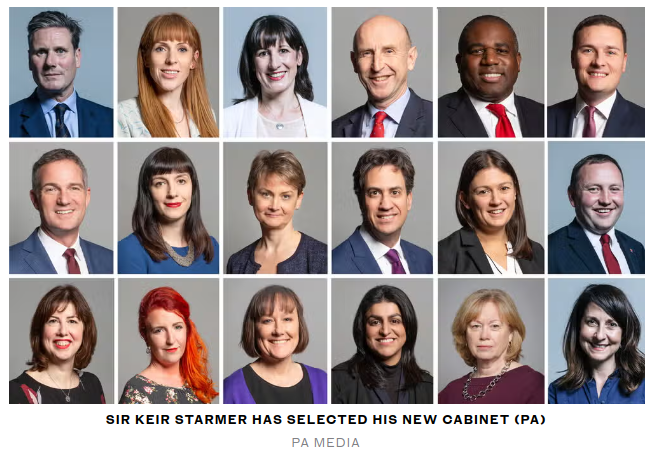 SIR KEIR STARMER HAS SELECTED HIS NEW CABINET (PA)
PA MEDIA